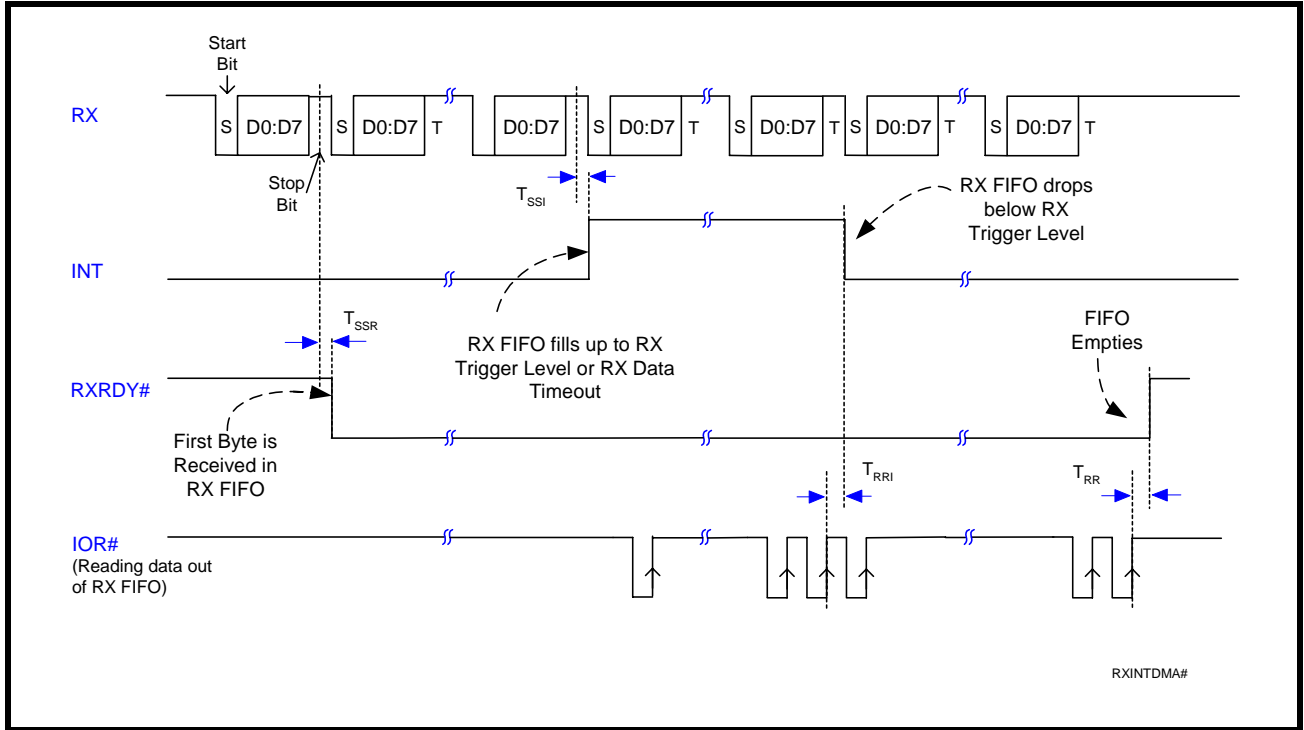 Start
Bit
RX
S
D0:D7
S
D0:D7
T
D0:D7
S
D0:D7
T
S
D0:D7
T
S
D0:D7
T
S
D0:D7
T
Stop
Bit
TSSI
RX FIFO drops
below RX
Trigger Level
INT
TSSR
RX FIFO fills up to RX
Trigger Level or RX Data
Timeout
FIFO
Empties
RXRDY#
First Byte is
Received in
RX FIFO
TRRI
TRR
IOR#
(Reading data out
of RX FIFO)
RXINTDMA#